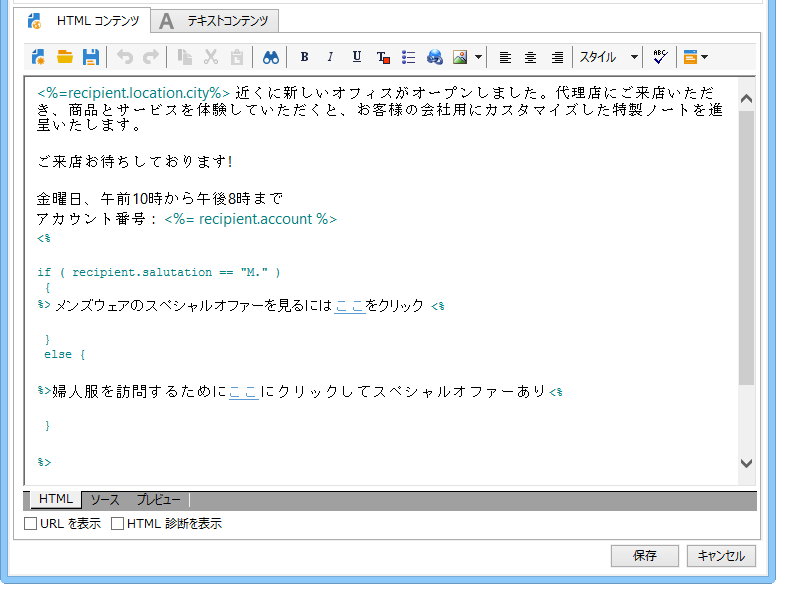 HTML コンテンツ
A テキストコンテンツ
B I U T スタイル ABC
<%=recipient.location.city%> 近くに新しいオフィスがオープンしました。代理店にご来店いただ
き、商品とサービスを体験していただくと、お客様の会社用にカスタマイズした特製ノートを進
呈いたします。
ご来店お待ちしております!
金曜日、午前10時から午後8時まで
アカウント番号： <%= recipient.account %>
<%
if ( recipient.salutation == "M." )
{
%> メンズウェアのスペシャルオファーを見るにはここをクリック <%
}
else {
%>婦人服を訪問するためにここにクリックしてスペシャルオファーあり<%
}
%>
HTML ソース プレビュー
URL を表示 HTML 診断を表示
保存 キャンセル